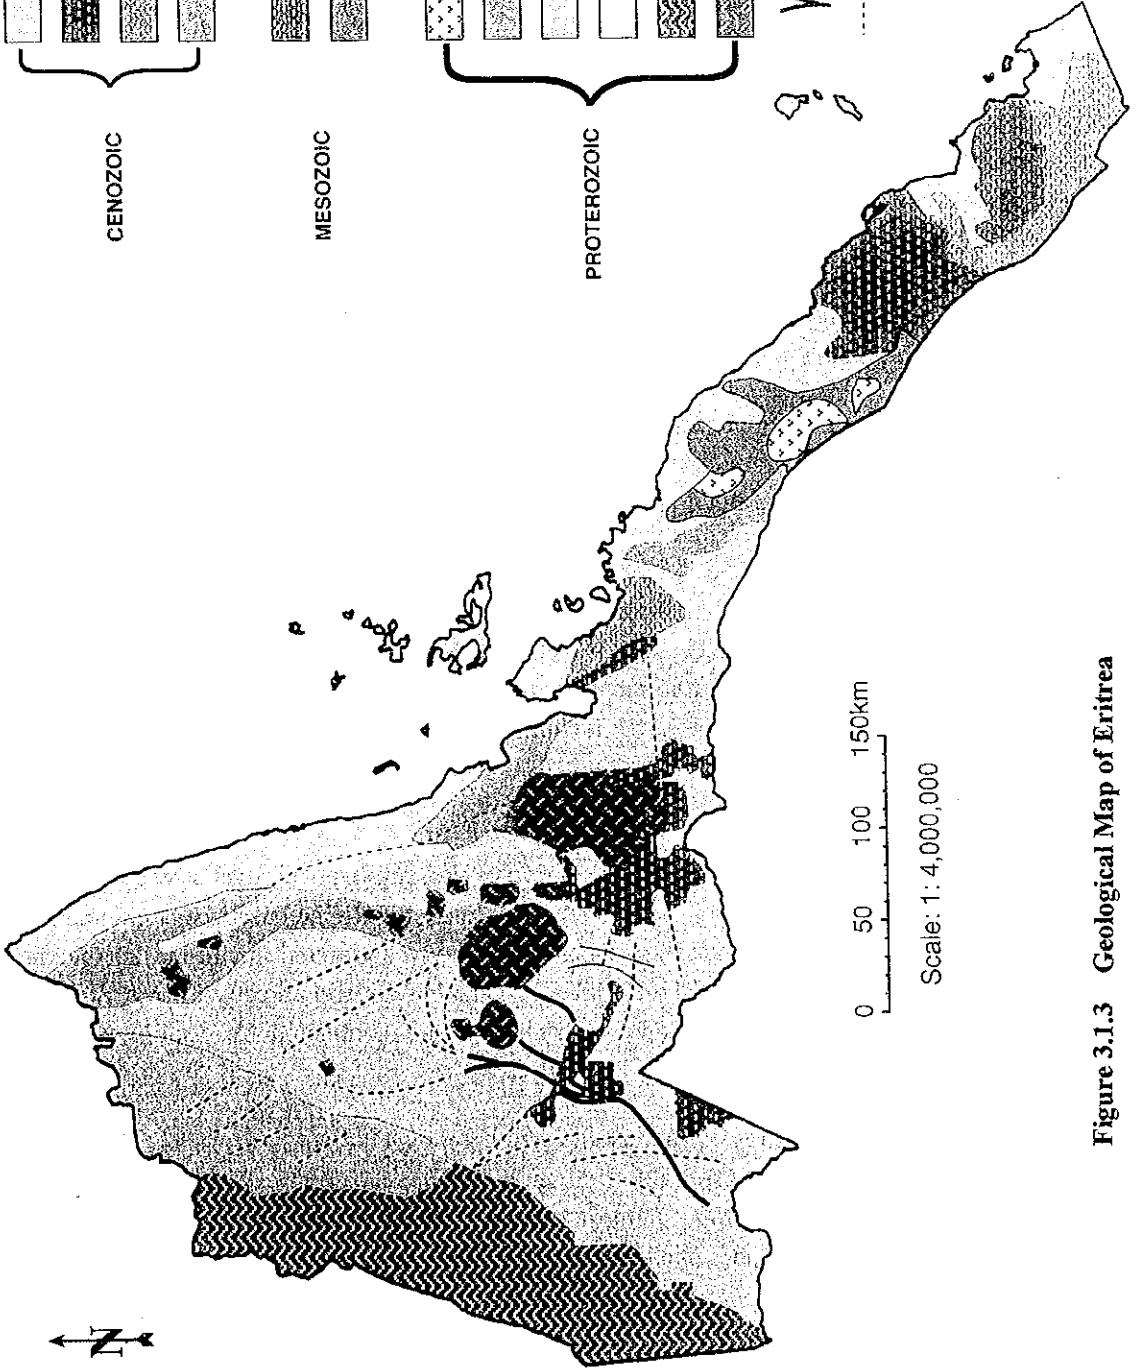 CENOZOIC
MESOZOIC
PROTEROZOIC
N
0 50 100 150km
Scale: 1: 4,000,000
Figure 3.1.3 Geological Map of Eritrea